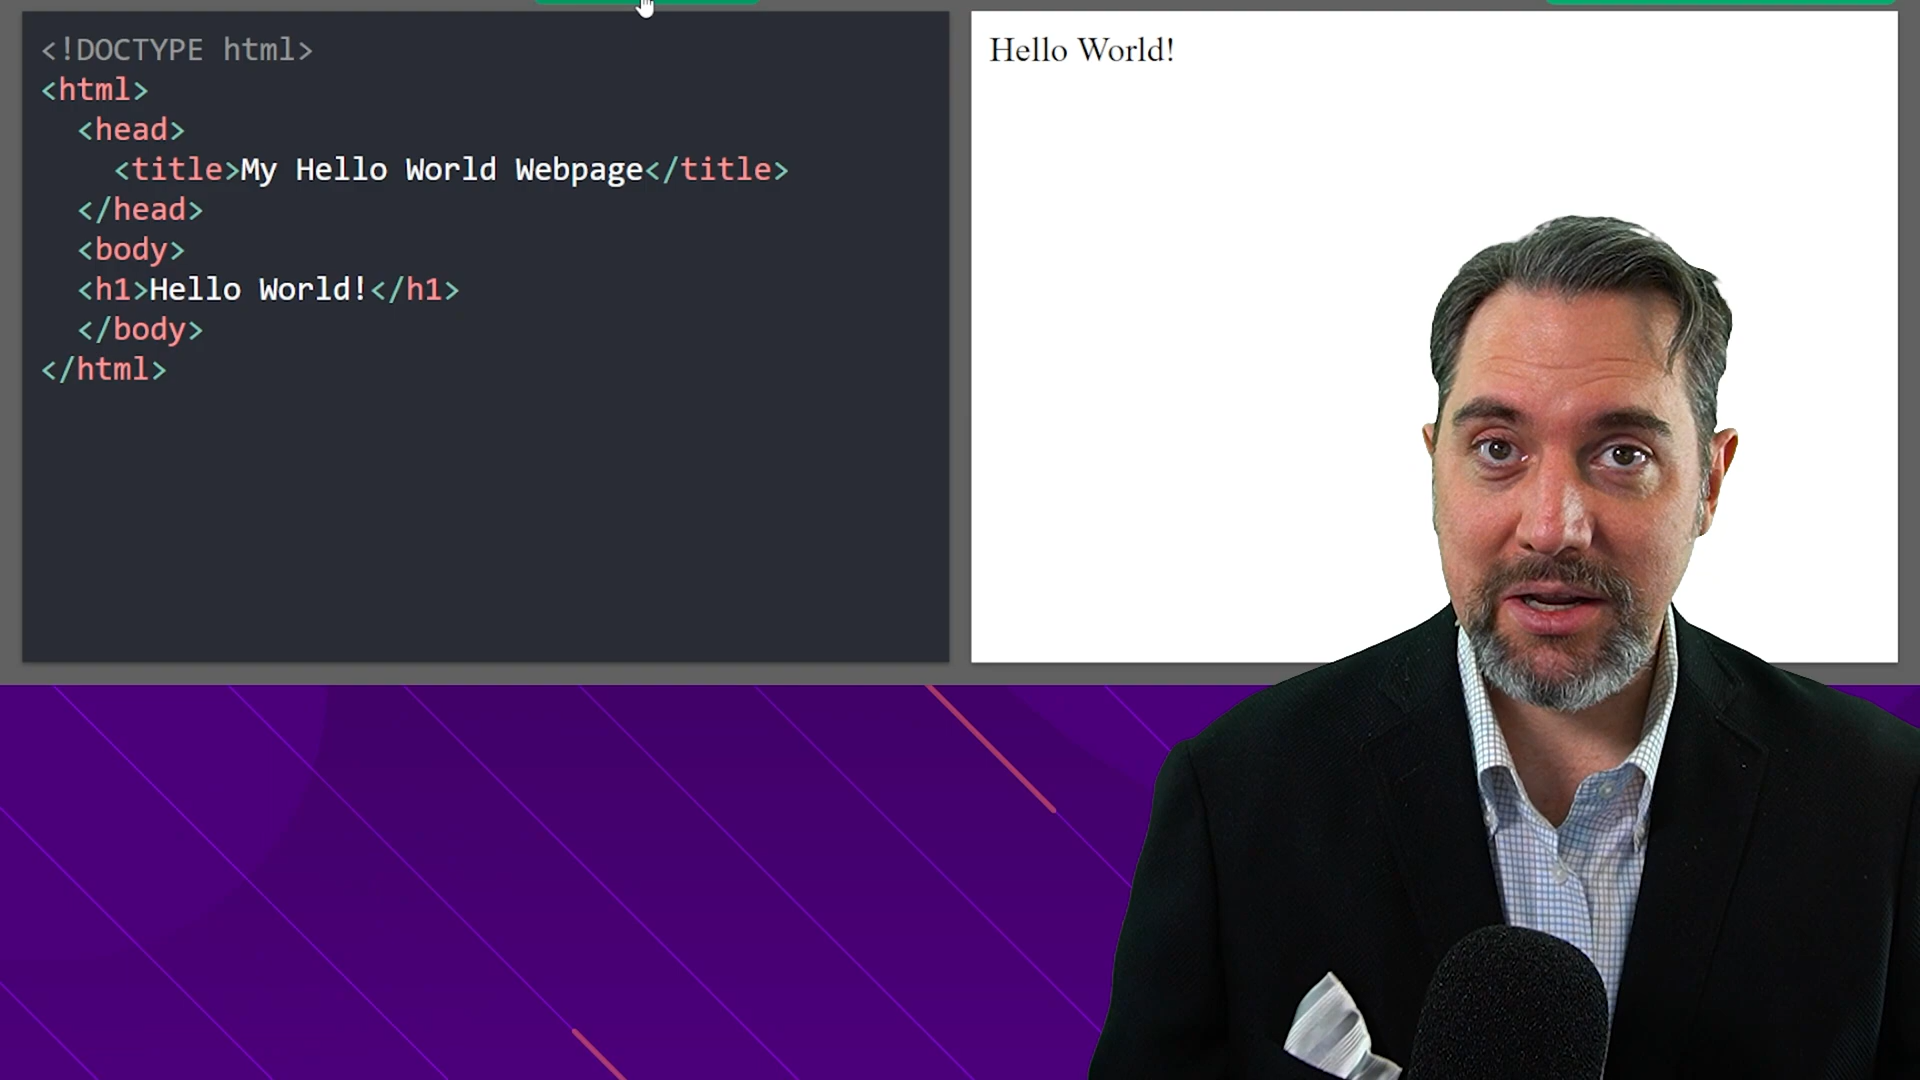 <!DOCTYPE html>
<html>
  <head>
    <title>My Hello World Webpage</title>
  </head>
  <body>
  <h1>Hello World!</h1>
  </body>
</html>
Hello World!